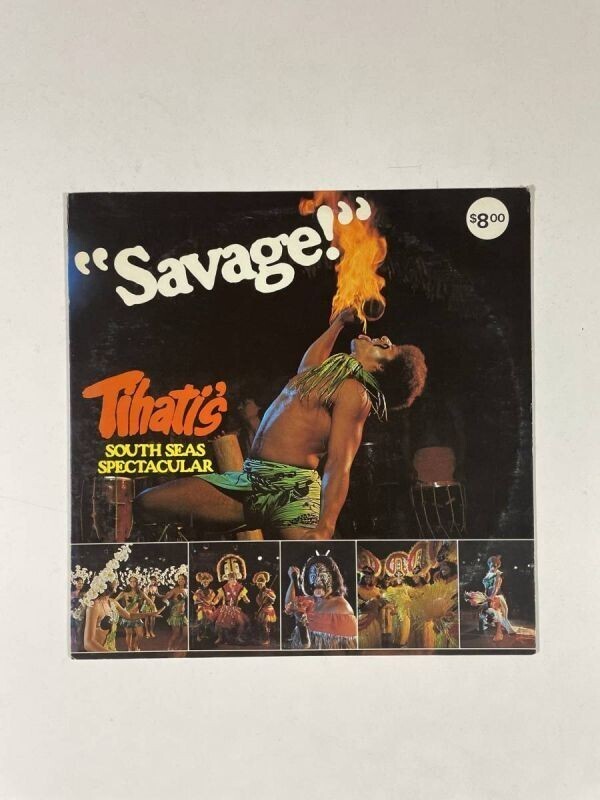 "Savage!"
$8.00
Tihati's
SOUTH SEAS
SPECTACULAR